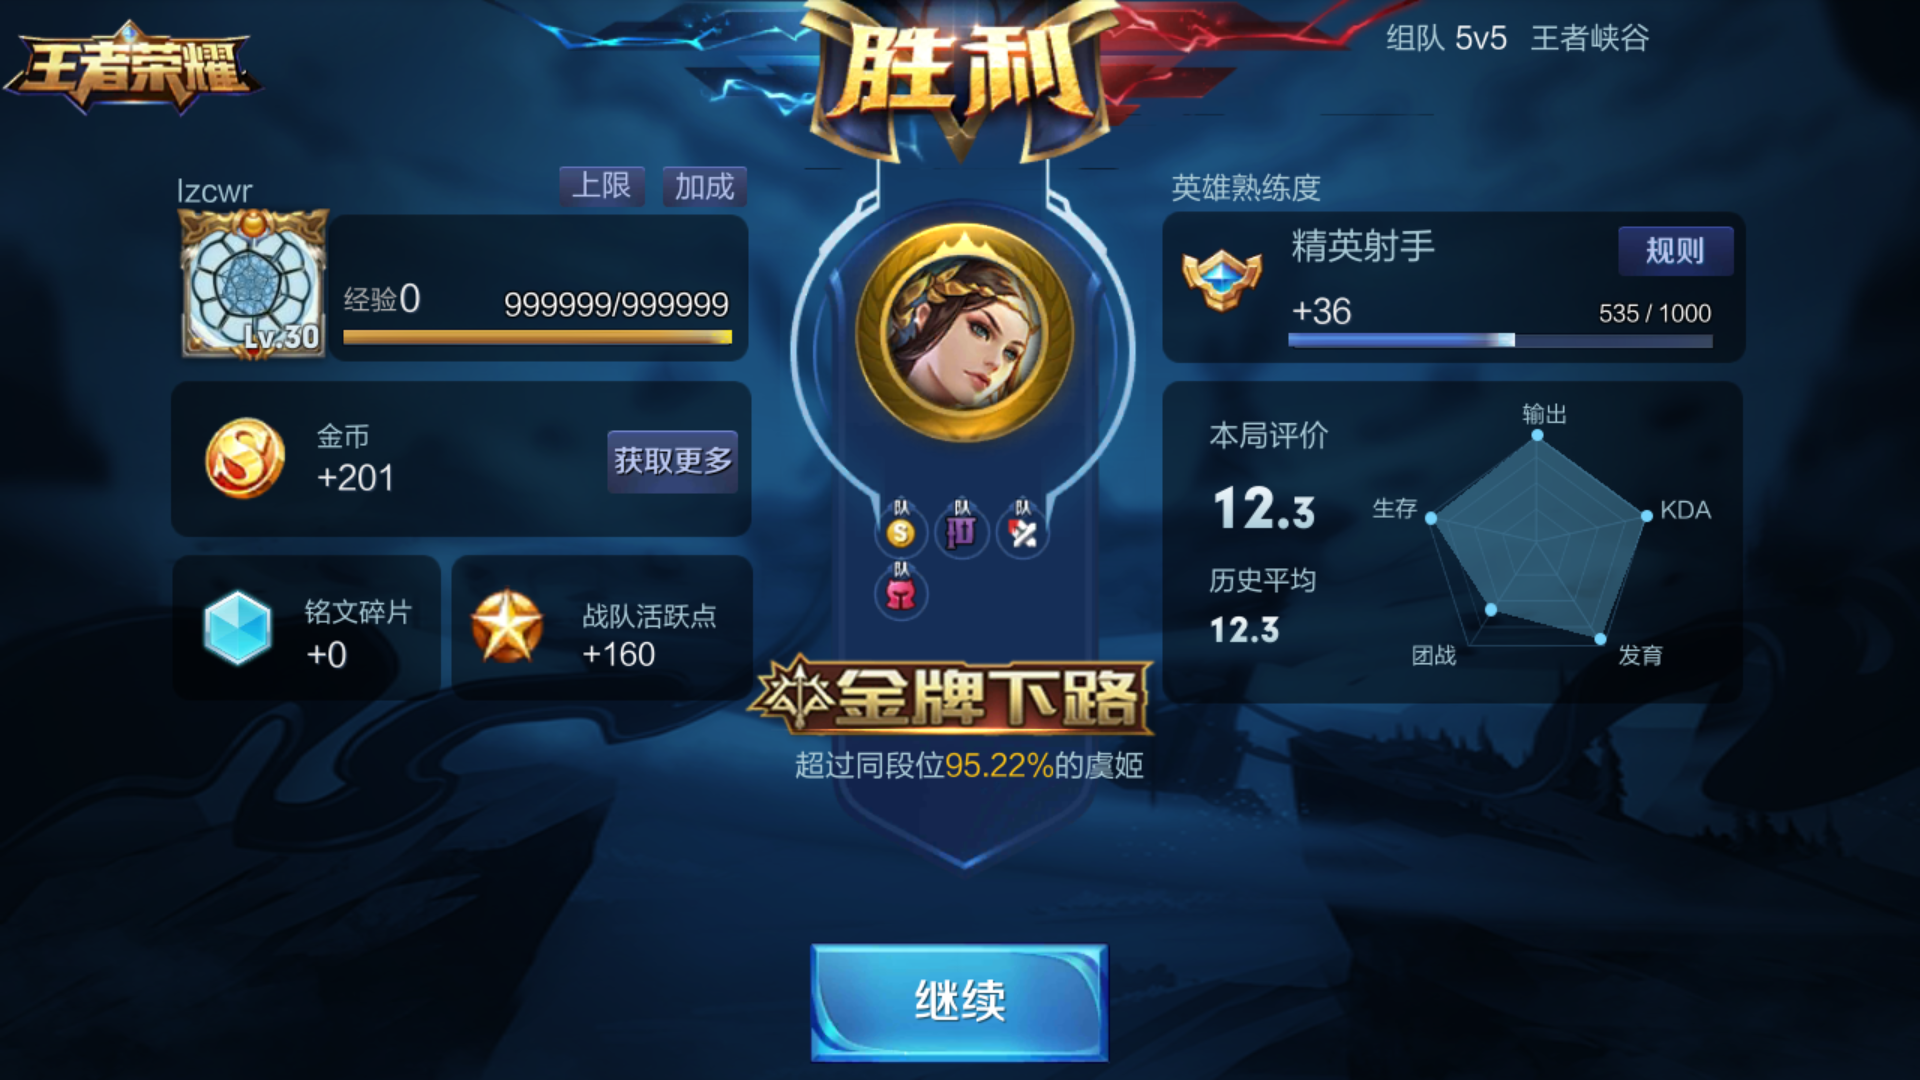 王者荣耀
胜利
组队 5v5 王者峡谷
lzcwr
上限
加成
Lv.30
经验0
999999/999999
金币
+201
获取更多
铭文碎片
+0
战队活跃点
+160
队
队
队
队
金牌下路
超过同段位95.22%的虞姬
英雄熟练度
精英射手
规则
+36
535 / 1000
本局评价
12.3
历史平均
12.3
输出
生存
KDA
团战
发育
继续